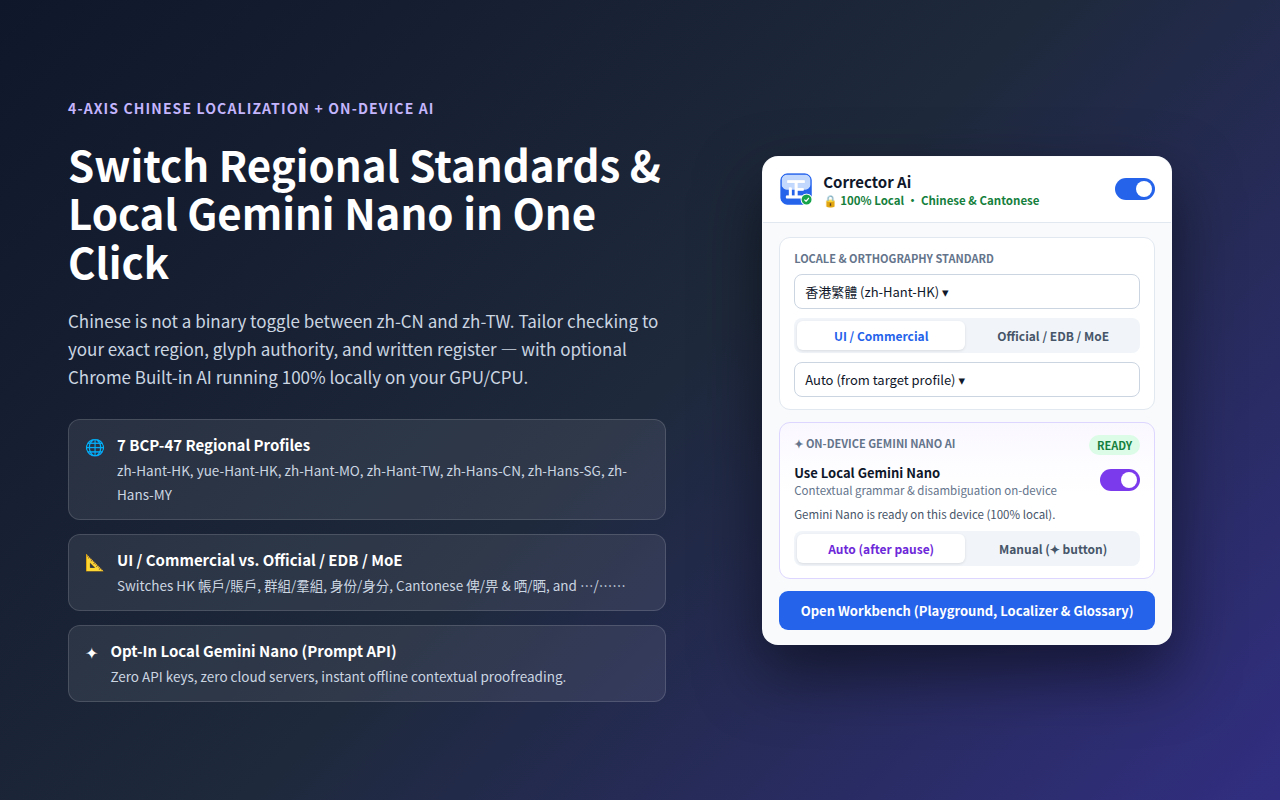 4-AXIS CHINESE LOCALIZATION + ON-DEVICE AI
Switch Regional Standards &
Local Gemini Nano in One
Click
Chinese is not a binary toggle between zh-CN and zh-TW. Tailor checking to
your exact region, glyph authority, and written register — with optional
Chrome Built-in AI running 100% locally on your GPU/CPU.
🌐 7 BCP-47 Regional Profiles
zh-Hant-HK, yue-Hant-HK, zh-Hant-MO, zh-Hant-TW, zh-Hans-CN, zh-Hans-SG, zh-
Hans-MY
📐 UI / Commercial vs. Official / EDB / MoE
Switches HK 帳戶/賬戶, 群組/羣組, 身份/身分, Cantonese 俾/畀 & 哂/晒, and …/……
✦ Opt-In Local Gemini Nano (Prompt API)
Zero API keys, zero cloud servers, instant offline contextual proofreading.
正
Corrector Ai
🔒 100% Local • Chinese & Cantonese
LOCALE & ORTHOGRAPHY STANDARD
香港繁體 (zh-Hant-HK) ▾
UI / Commercial Official / EDB / MoE
Auto (from target profile) ▾
✦ ON-DEVICE GEMINI NANO AI READY
Use Local Gemini Nano
Contextual grammar & disambiguation on-device
Gemini Nano is ready on this device (100% local).
Auto (after pause) Manual (✦ button)
Open Workbench (Playground, Localizer & Glossary)